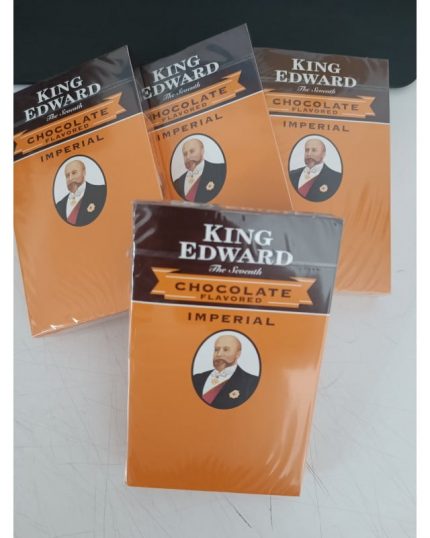 KING
EDWARD
The Seventh
CHOCOLATE
FLAVORED
IMPERIAL
KING
EDWARD
The Seventh
CHOCOLATE
FLAVORED
IMPERIAL
KING
EDWARD
The Seventh
CHOCOLATE
FLAVORED
IMPERIAL
KING
EDWARD
The Seventh
CHOCOLATE
FLAVORED
IMPERIAL